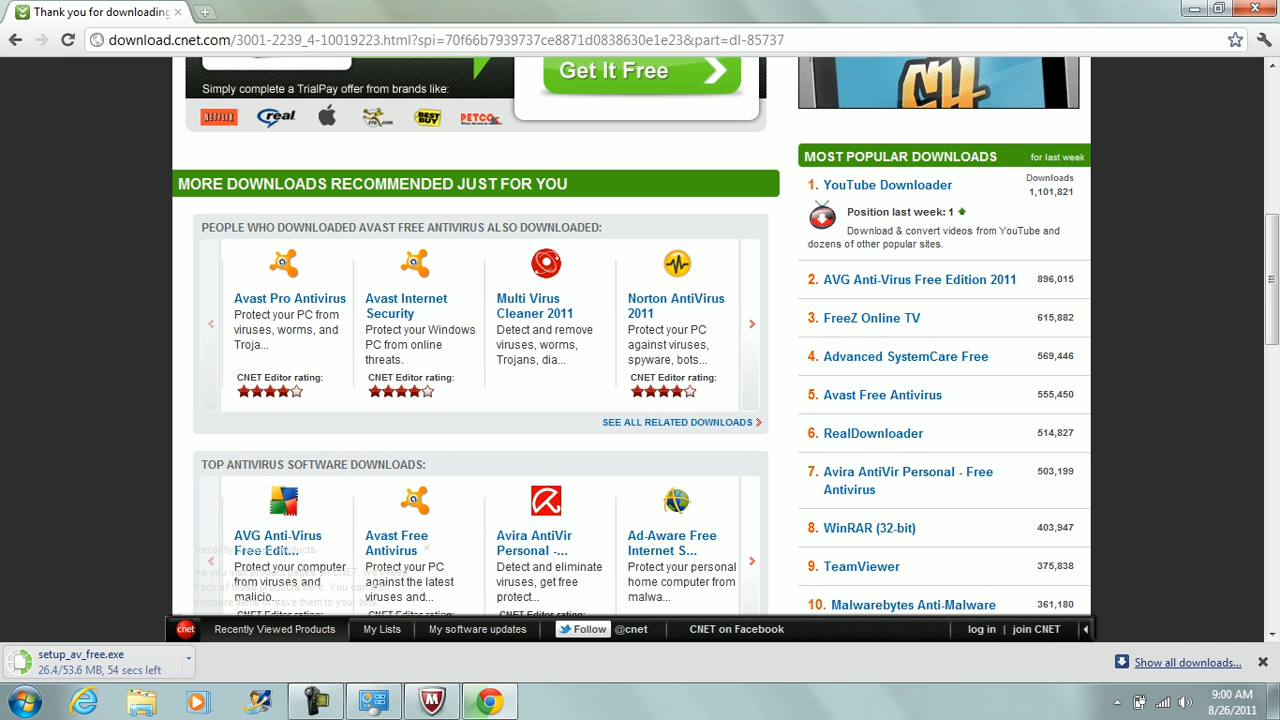 Thank you for downloading
download.cnet.com/3001-2239_4-10019223.html?spi=70f66b7939737ce8871d0838630e1e23&part=dl-85737
Get It Free
Simply complete a TrialPay offer from brands like:
NETFLIX
real
FTD.COM
BEST BUY
PETCO
MOST POPULAR DOWNLOADS
for last week
MORE DOWNLOADS RECOMMENDED JUST FOR YOU
PEOPLE WHO DOWNLOADED AVAST FREE ANTIVIRUS ALSO DOWNLOADED:
Avast Pro Antivirus
Protect your PC from
viruses, worms, and
Troja...
CNET Editor rating:
Avast Internet
Security
Protect your Windows
PC from online
threats.
CNET Editor rating:
Multi Virus
Cleaner 2011
Detect and remove
viruses, worms,
Trojans, dia...
Norton AntiVirus
2011
Protect your PC
against viruses,
spyware, bots...
CNET Editor rating:
SEE ALL RELATED DOWNLOADS
TOP ANTIVIRUS SOFTWARE DOWNLOADS:
AVG Anti-Virus
Free Edit...
Protect your computer
from viruses and
malicio...
Avast Free
Antivirus
Protect your PC
against the latest
viruses and...
Avira AntiVir
Personal -...
Detect and eliminate
viruses, get free
protect...
Ad-Aware Free
Internet S...
Protect your personal
home computer from
malwa...
Recently Viewed Products
Downloads
1. YouTube Downloader 1,101,821
Position last week: 1
Download & convert videos from YouTube and
dozens of other popular sites.
2. AVG Anti-Virus Free Edition 2011 896,015
3. FreeZ Online TV 615,882
4. Advanced SystemCare Free 569,446
5. Avast Free Antivirus 555,450
6. RealDownloader 514,827
7. Avira AntiVir Personal - Free
Antivirus 503,199
8. WinRAR (32-bit) 403,947
9. TeamViewer 375,838
10. Malwarebytes Anti-Malware 361,180
cnet Recently Viewed Products My Lists My software updates Follow @cnet CNET on Facebook log in | join CNET
setup_av_free.exe
26.4/53.6 MB, 54 secs left
Show all downloads...
9:00 AM
8/26/2011